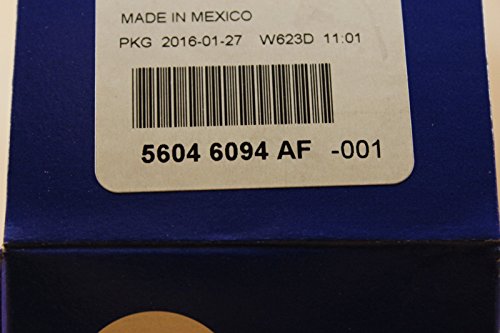 MADE IN MEXICO
PKG 2016-01-27 W623D 11:01
5604 6094 AF -001